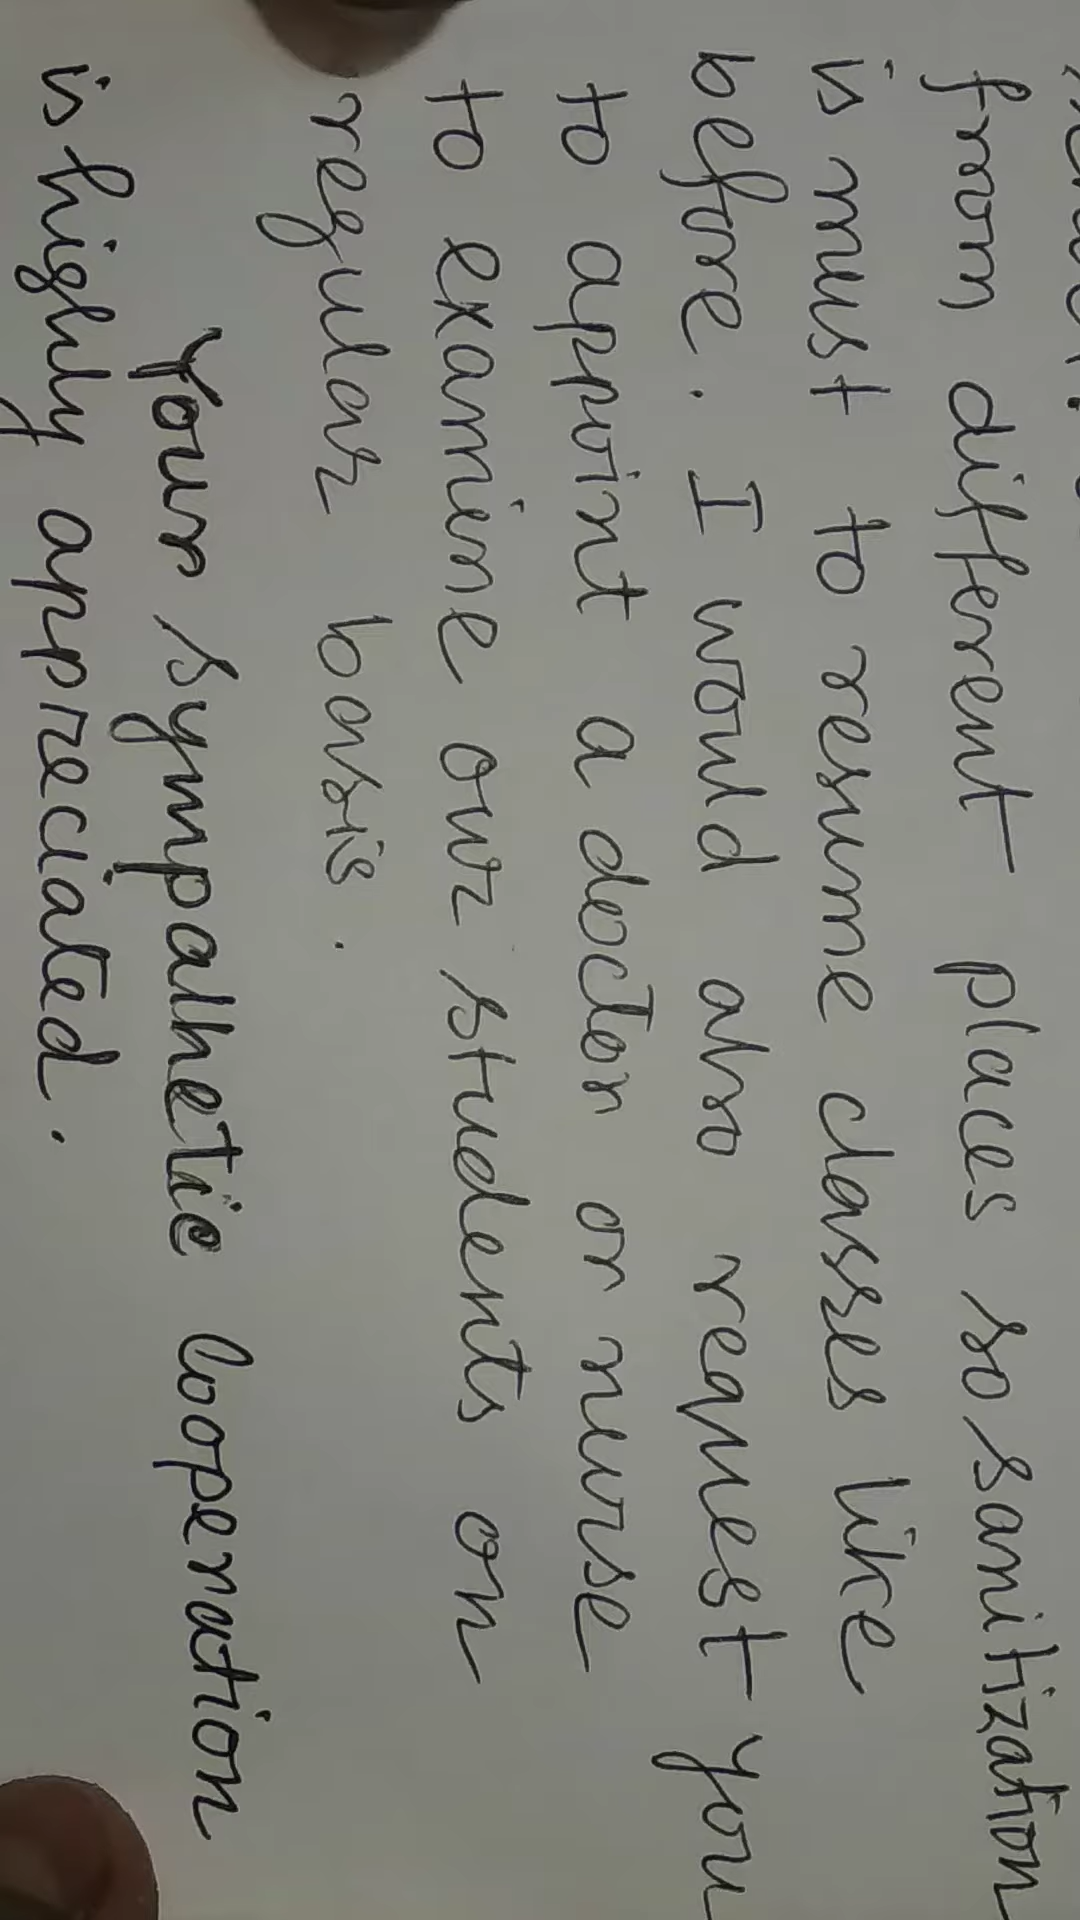 from different places so sanitization
is must to resume classes like
before. I would also request you
to appoint a doctor or nurse
to examine our students on
regular basis.
Your sympathetic Cooperation
is highly appreciated.